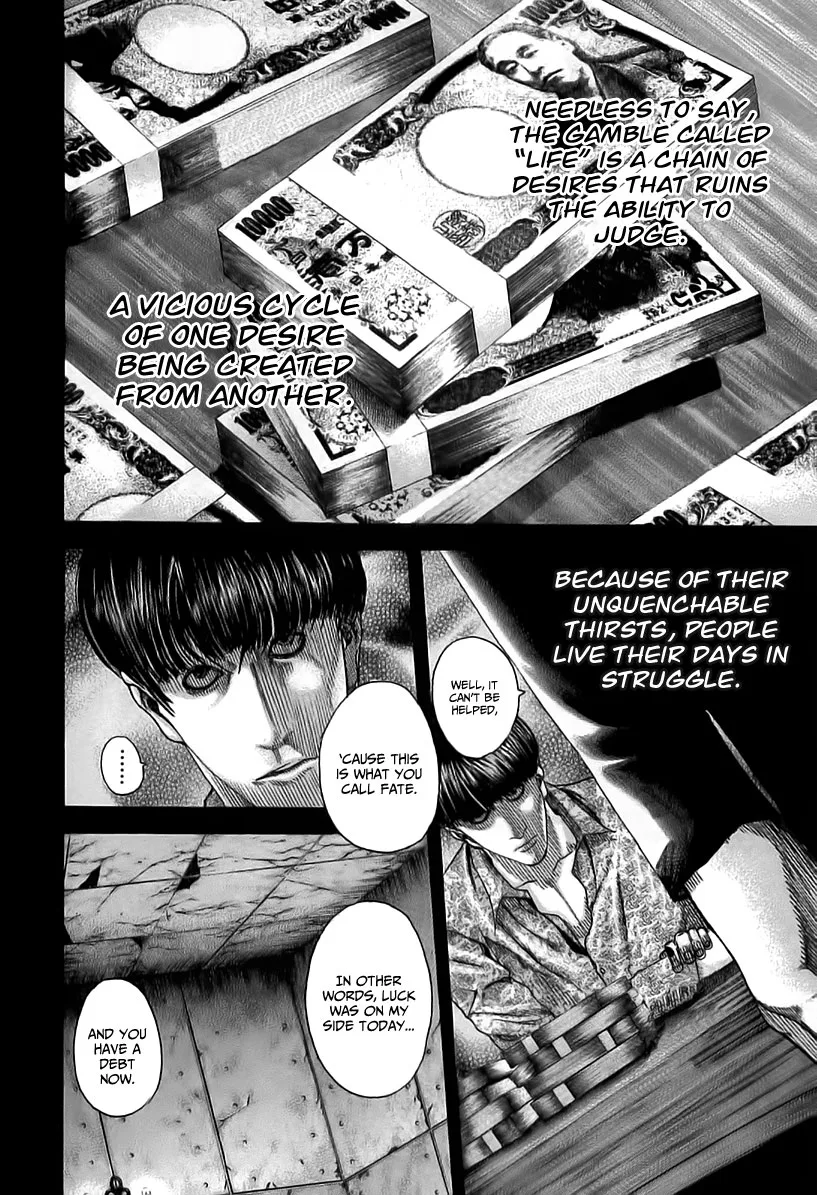 NEEDLESS TO SAY,
THE GAMBLE CALLED
"LIFE" IS A CHAIN OF
DESIRES THAT RUINS
THE ABILITY TO
JUDGE.
A VICIOUS CYCLE
OF ONE DESIRE
BEING CREATED
FROM ANOTHER.
10000
10000
10000
BECAUSE OF THEIR
UNQUENCHABLE
THIRSTS, PEOPLE
LIVE THEIR DAYS IN
STRUGGLE.
WELL, IT
CAN'T BE
HELPED,
'CAUSE THIS
IS WHAT YOU
CALL FATE.
......
IN OTHER
WORDS, LUCK
WAS ON MY
SIDE TODAY...
AND YOU
HAVE A
DEBT
NOW.